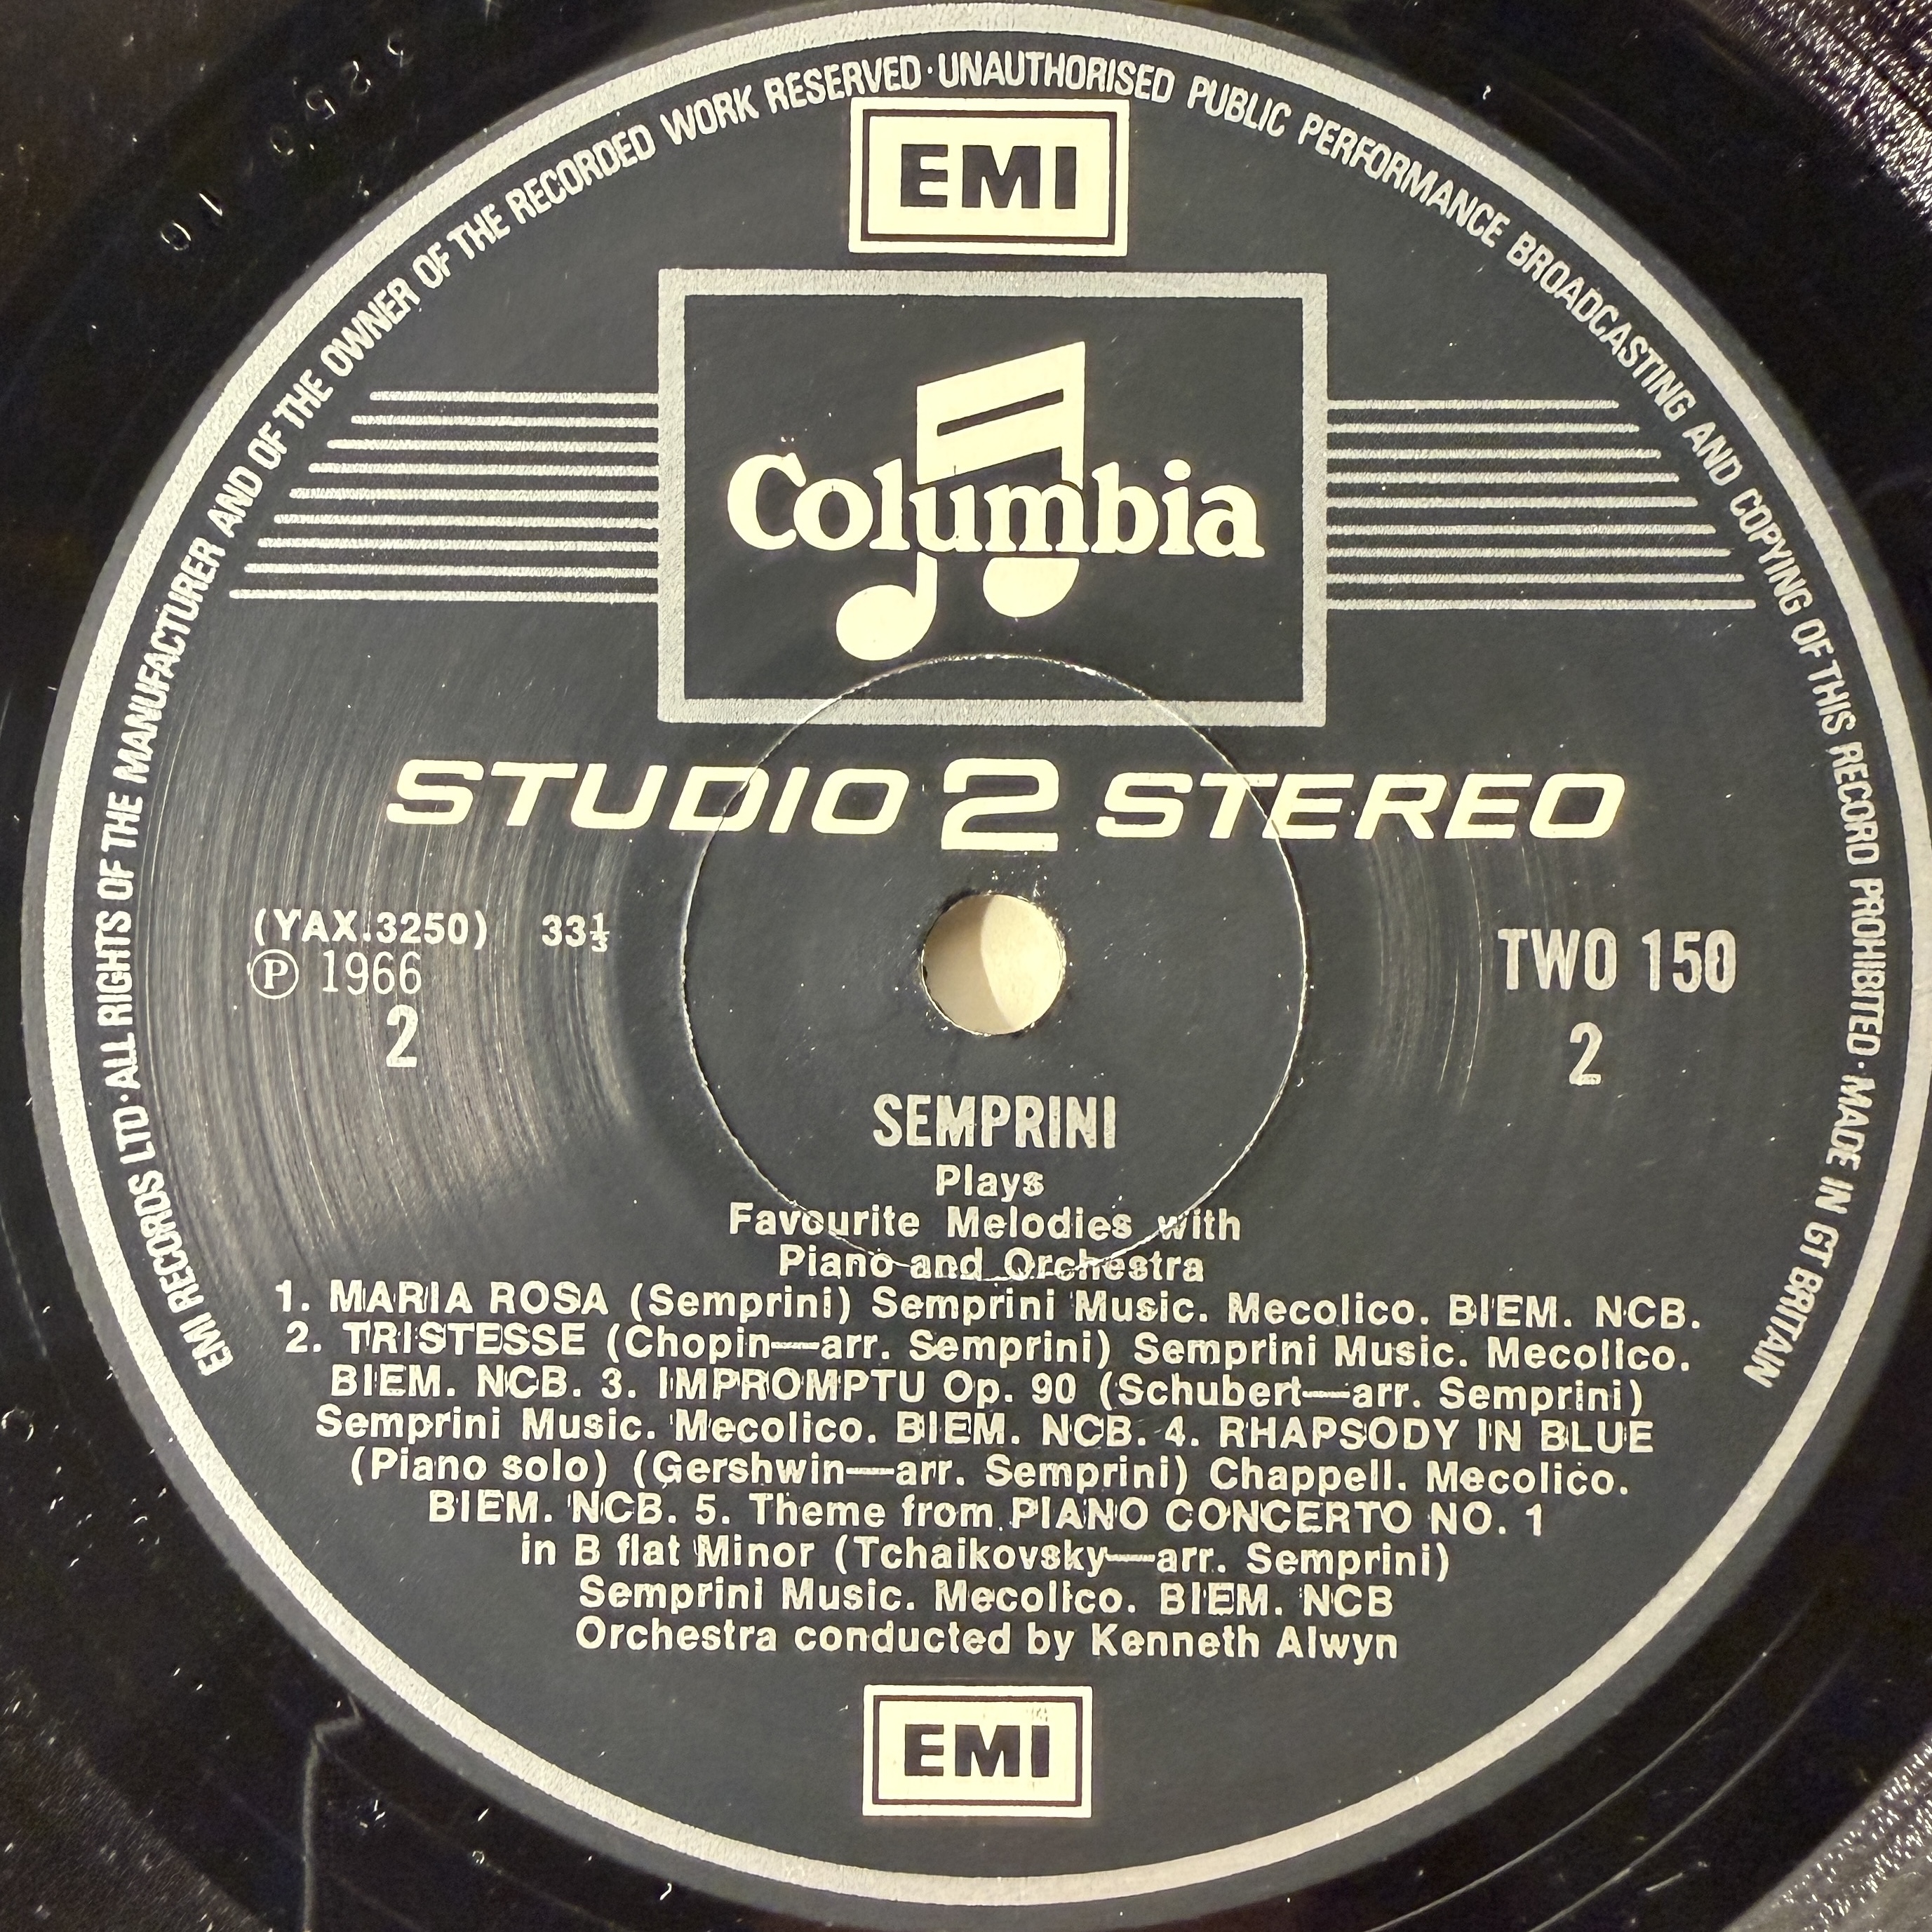 EMI RECORDS LTD·ALL RIGHTS OF THE MANUFACTURER AND OF THE OWNER OF THE RECORDED WORK RESERVED·UNAUTHORISED PUBLIC PERFORMANCE BROADCASTING AND COPYING OF THIS RECORD PROHIBITED·MADE IN GT BRITAIN
EMI
Columbia
STUDIO 2 STEREO
(YAX.3250) 33⅓
Ⓟ 1966
2
TWO 150
2
SEMPRINI
Plays
Favourite Melodies with
Piano and Orchestra
1. MARIA ROSA (Semprini) Semprini Music. Mecolico. BIEM. NCB.
2. TRISTESSE (Chopin—arr. Semprini) Semprini Music. Mecolico.
BIEM. NCB. 3. IMPROMPTU Op. 90 (Schubert—arr. Semprini)
Semprini Music. Mecolico. BIEM. NCB. 4. RHAPSODY IN BLUE
(Piano solo) (Gershwin—arr. Semprini) Chappell. Mecolico.
BIEM. NCB. 5. Theme from PIANO CONCERTO NO. 1
in B flat Minor (Tchaikovsky—arr. Semprini)
Semprini Music. Mecolico. BIEM. NCB
Orchestra conducted by Kenneth Alwyn
EMI